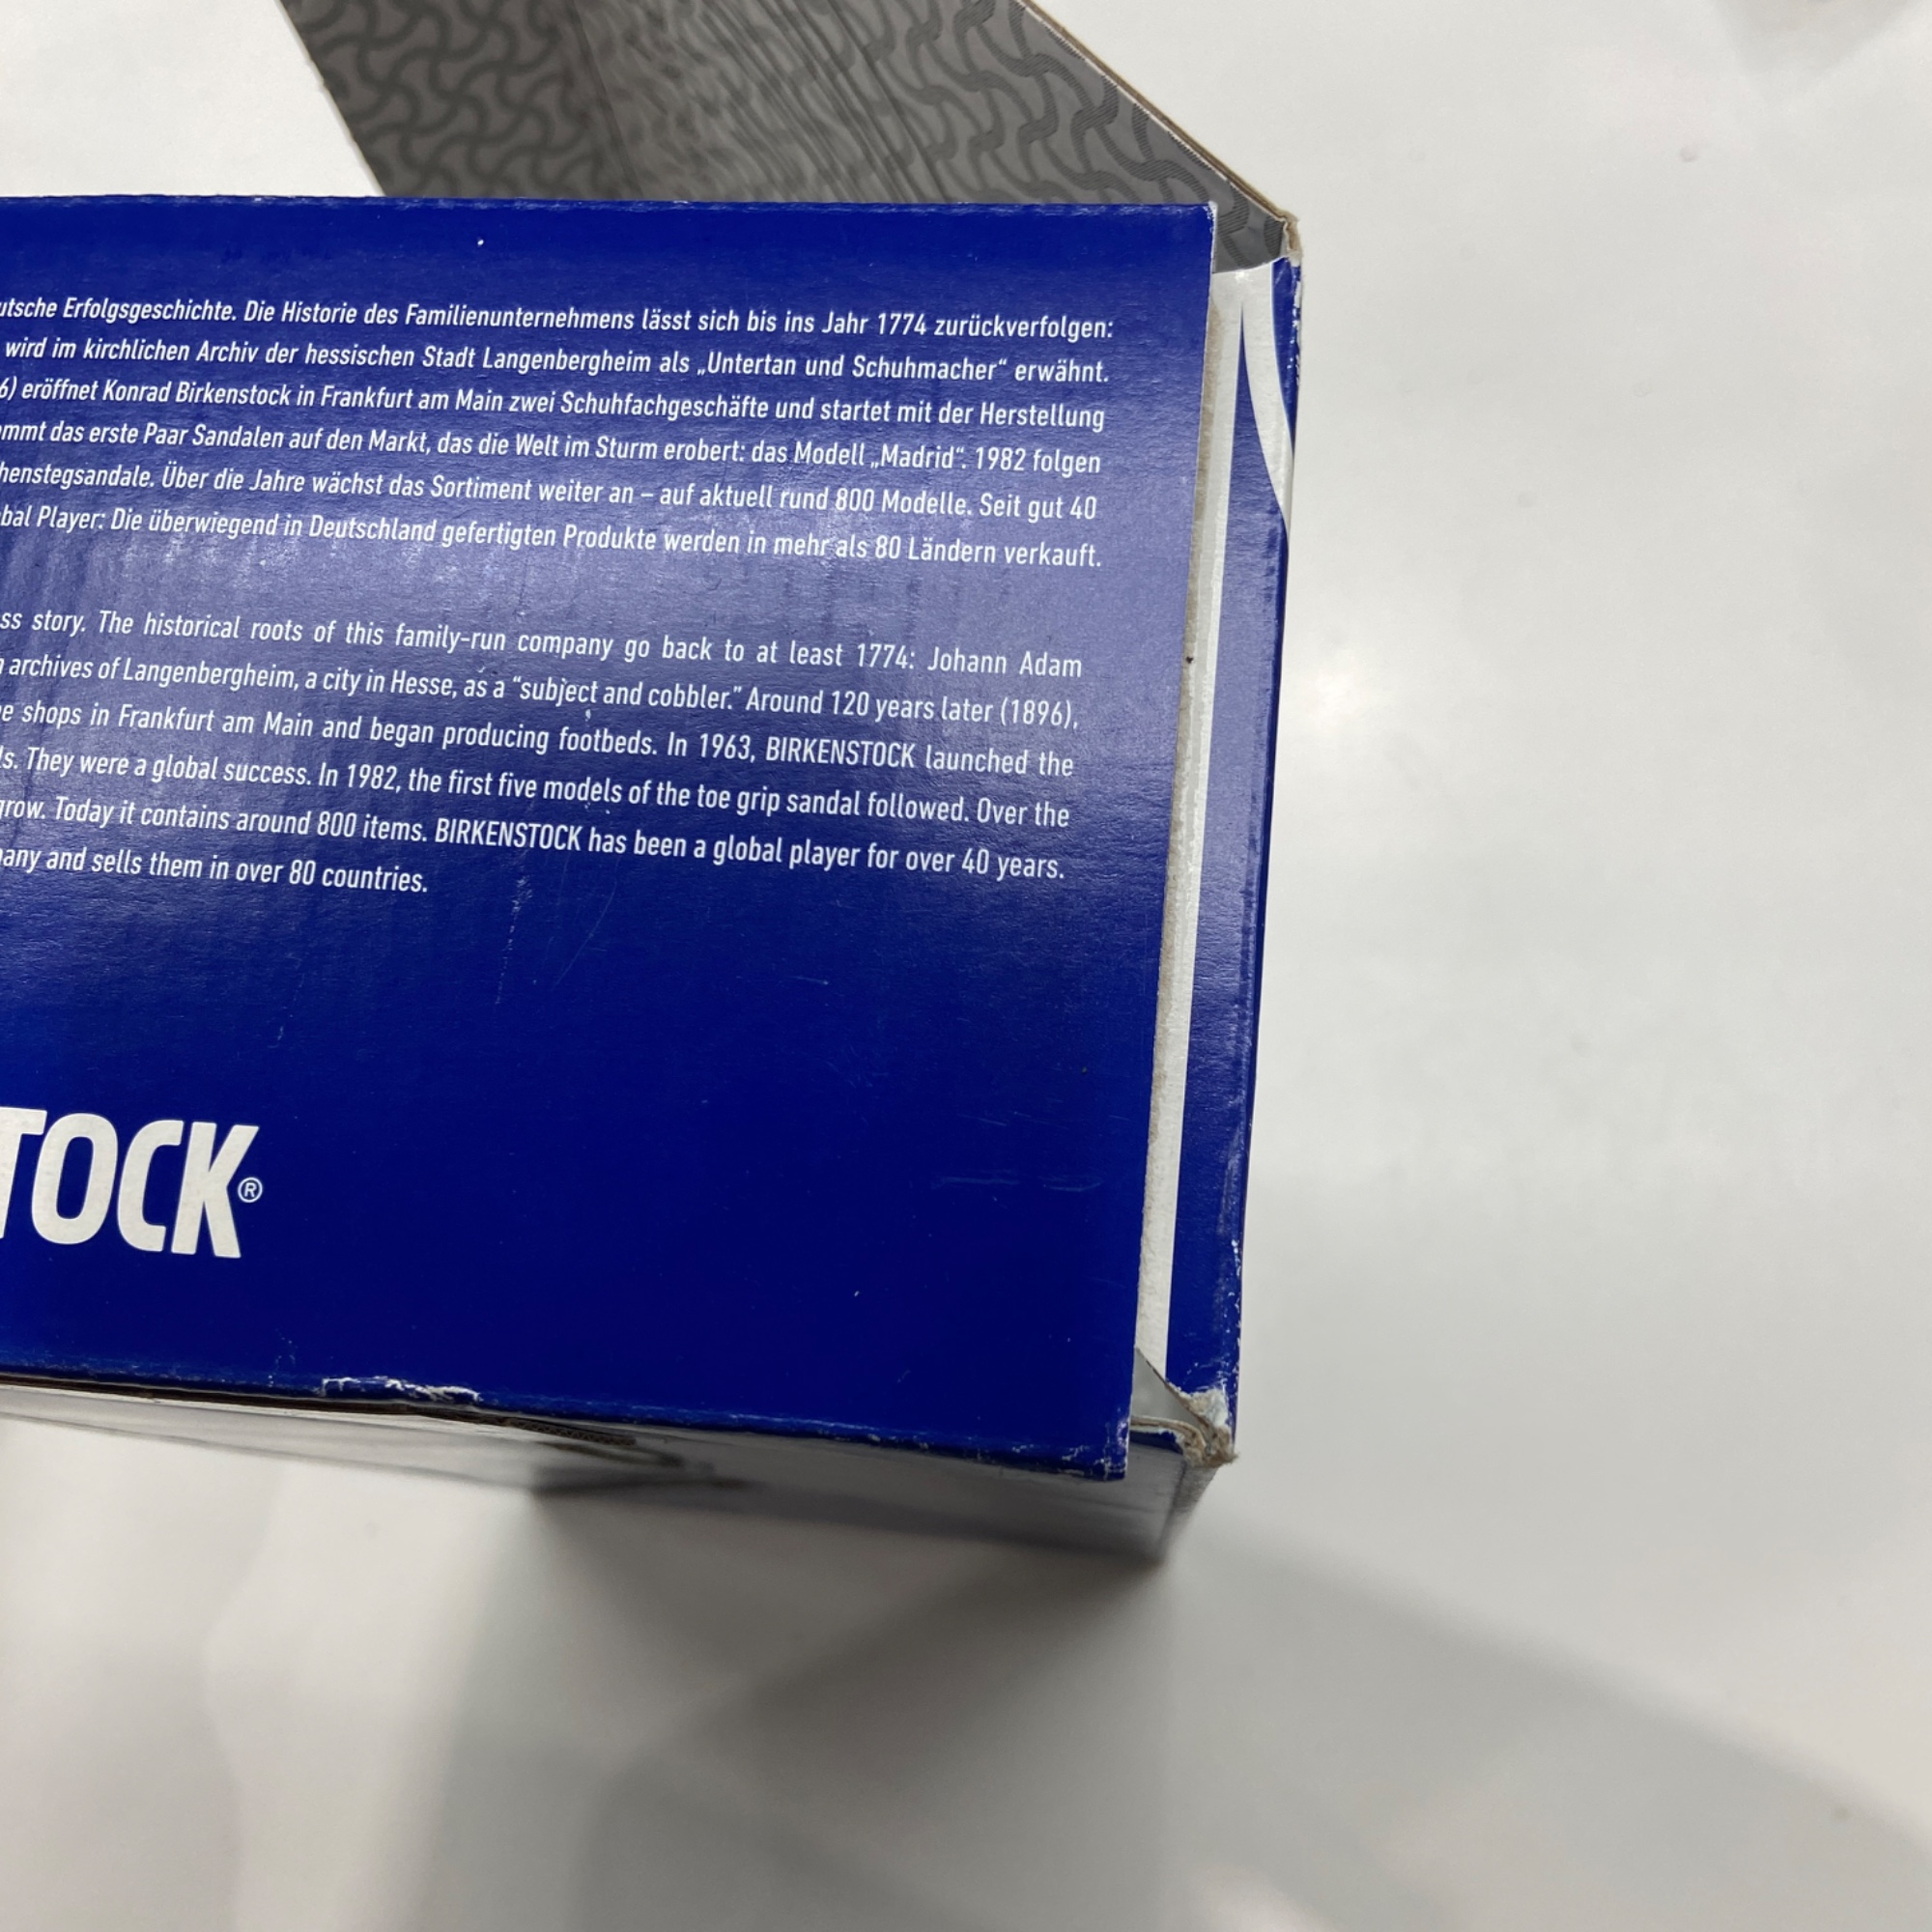 Erfolgsgeschichte. Die Historie des Familienunternehmens lässt sich bis ins Jahr 1774 zurückverfolgen:
wird im kirchlichen Archiv der hessischen Stadt Langenbergheim als „Untertan und Schuhmacher“ erwähnt.
6) eröffnet Konrad Birkenstock in Frankfurt am Main zwei Schuhfachgeschäfte und startet mit der Herstellung
das erste Paar Sandalen auf den Markt, das die Welt im Sturm erobert: das Modell „Madrid“. 1982 folgen
henstegsandale. Über die Jahre wächst das Sortiment weiter an – auf aktuell rund 800 Modelle. Seit gut 40
bal Player: Die überwiegend in Deutschland gefertigten Produkte werden in mehr als 80 Ländern verkauft.
ss story. The historical roots of this family-run company go back to at least 1774: Johann Adam
archives of Langenbergheim, a city in Hesse, as a “subject and cobbler.” Around 120 years later (1896),
e shops in Frankfurt am Main and began producing footbeds. In 1963, BIRKENSTOCK launched the
ls. They were a global success. In 1982, the first five models of the toe grip sandal followed. Over the
grow. Today it contains around 800 items. BIRKENSTOCK has been a global player for over 40 years.
any and sells them in over 80 countries.
TOCK®